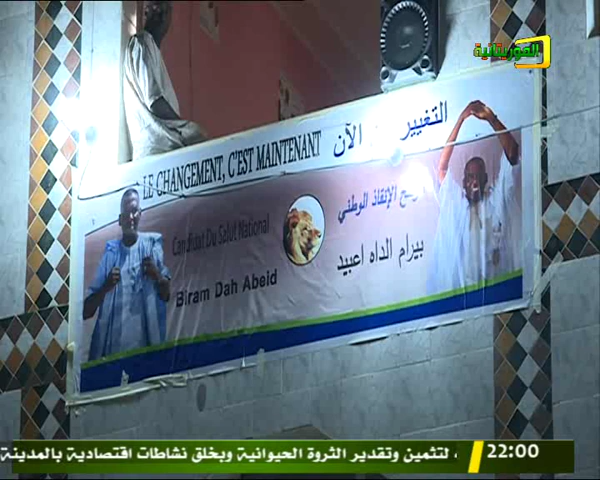 الموريتانية
LE CHANGEMENT, C'EST MAINTENANT
التغيير الآن
Candidat Du Salut National
الإنقاذ الوطني
Biram Dah Abeid
بيرام الداه اعبيد
لتثمين وتقدير الثروة الحيوانية وبخلق نشاطات اقتصادية بالمدينة
22:00